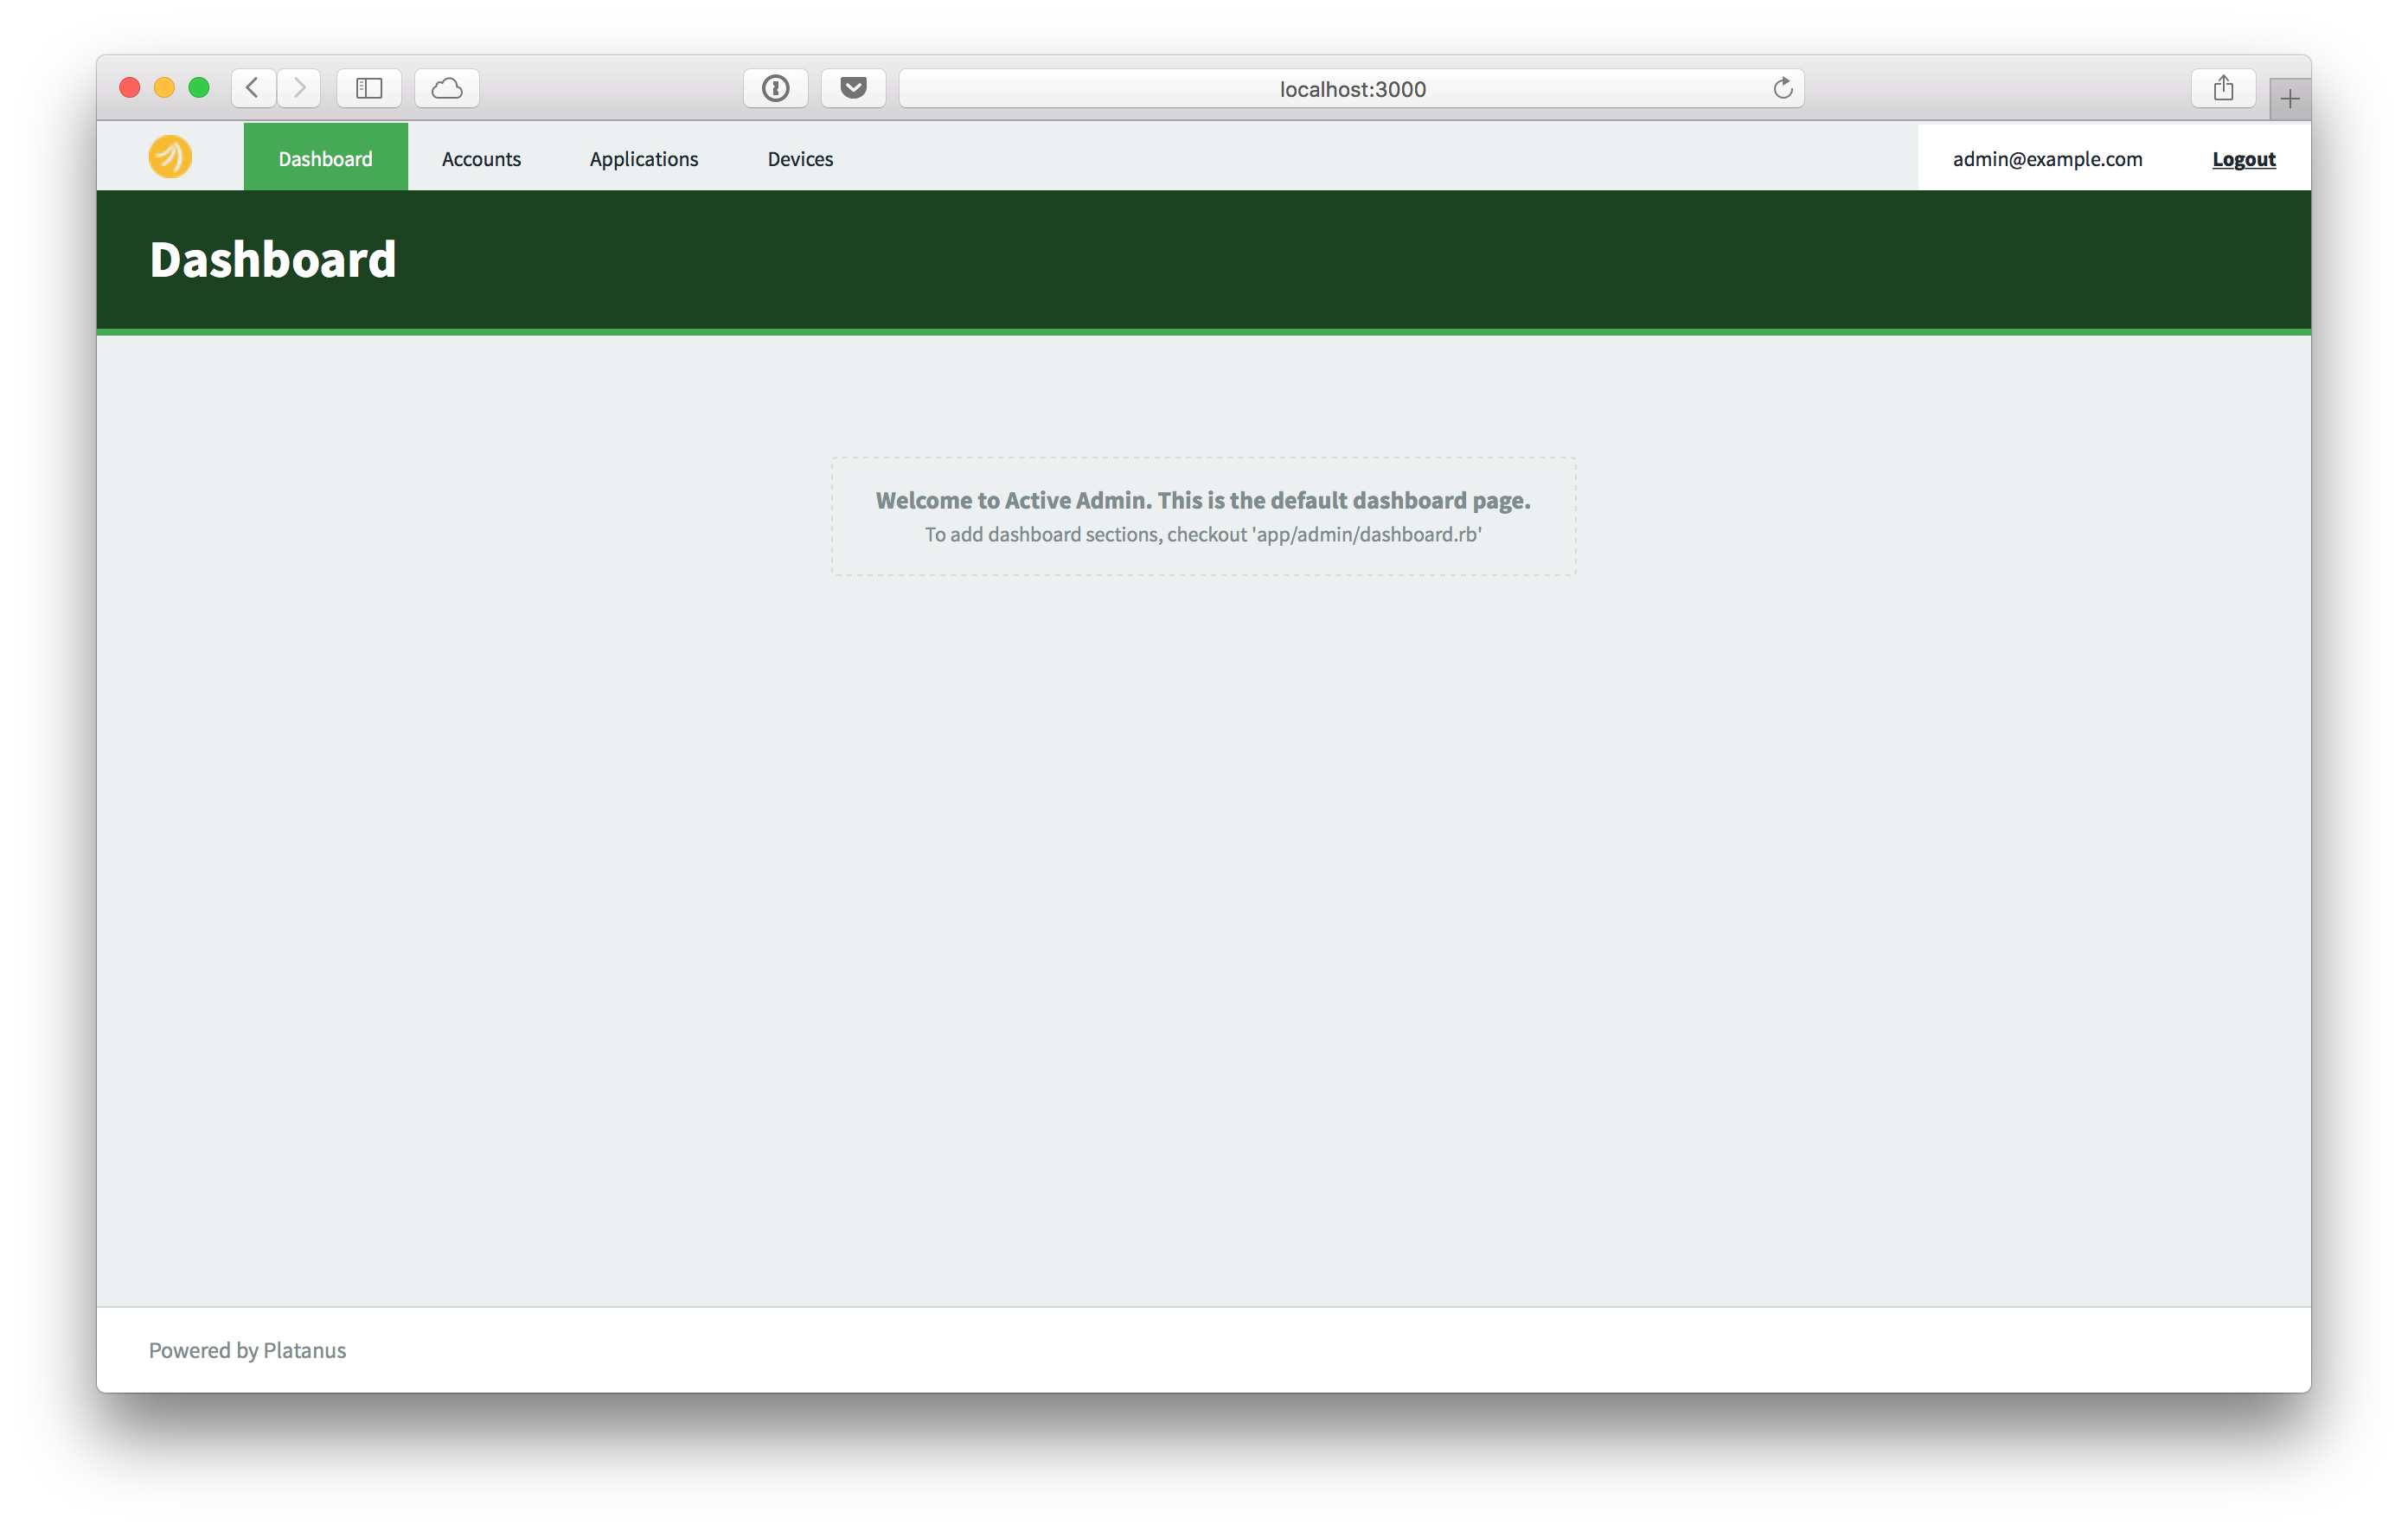 localhost:3000
Dashboard Accounts Applications Devices admin@example.com Logout
Dashboard
Welcome to Active Admin. This is the default dashboard page.
To add dashboard sections, checkout 'app/admin/dashboard.rb'
Powered by Platanus